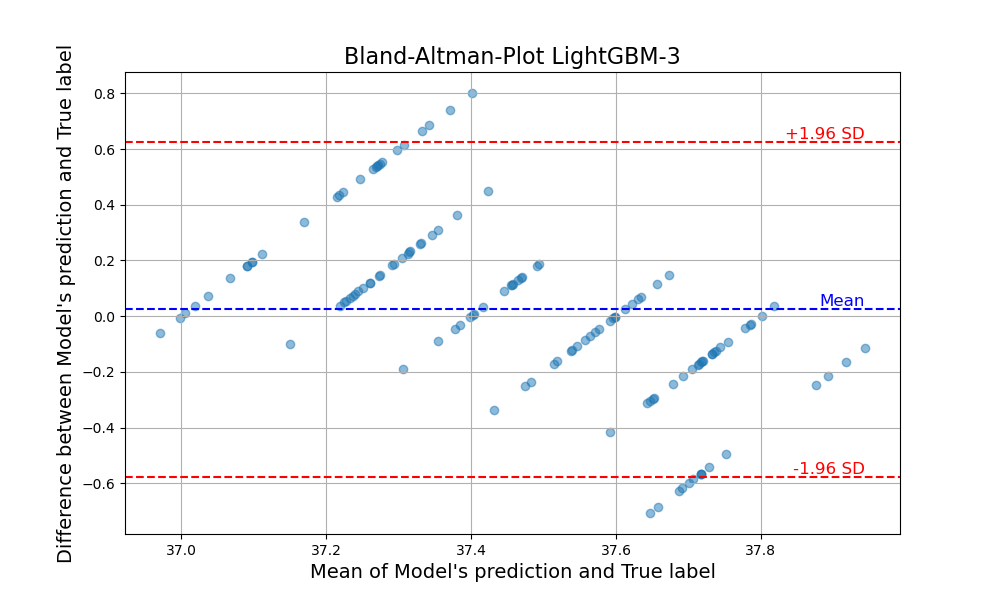 Bland-Altman-Plot LightGBM-3
Difference between Model's prediction and True label
0.8
0.6
0.4
0.2
0.0
−0.2
−0.4
−0.6
+1.96 SD
Mean
-1.96 SD
37.0
37.2
37.4
37.6
37.8
Mean of Model's prediction and True label